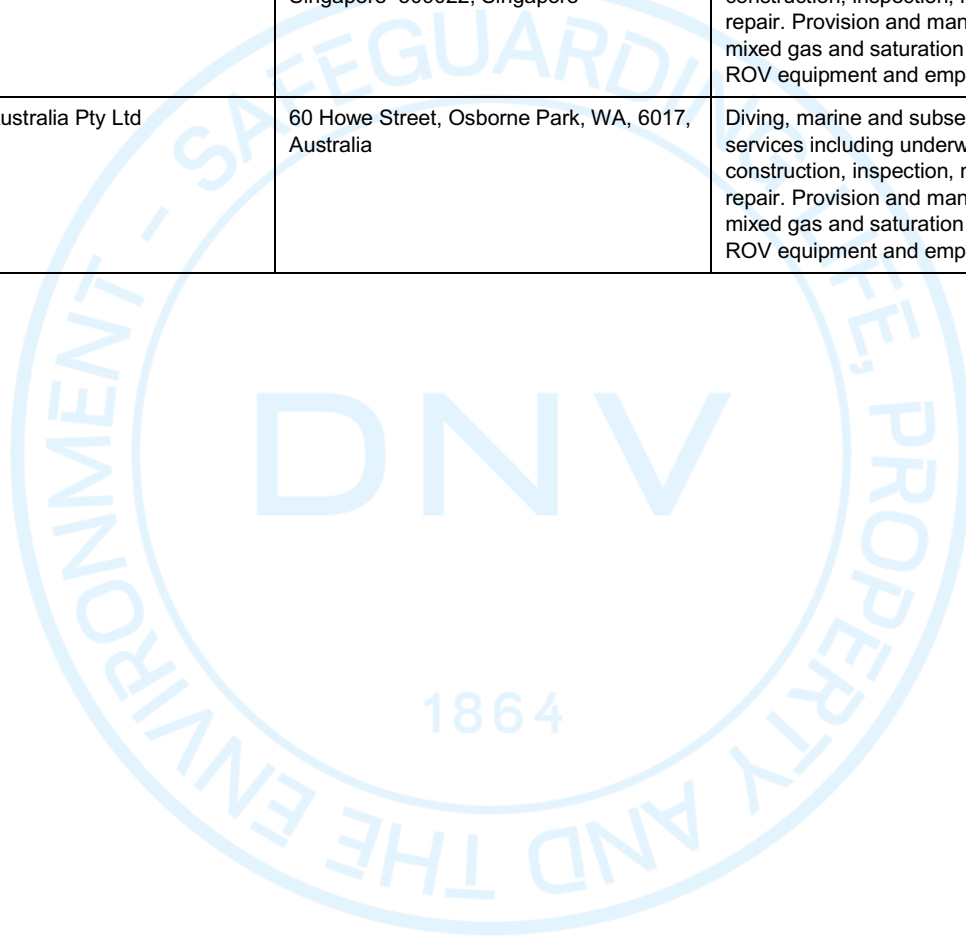 Singapore
Singapore
construction, inspection,
repair. Provision and man
mixed gas and saturation
ROV equipment and emp
ustralia Pty Ltd
60 Howe Street, Osborne Park, WA, 6017,
Australia
Diving, marine and subse
services including underw
construction, inspection,
repair. Provision and man
mixed gas and saturation
ROV equipment and emp
SAFEGUARDING LIFE, PROPERTY AND THE ENVIRONMENT -
DNV
1864